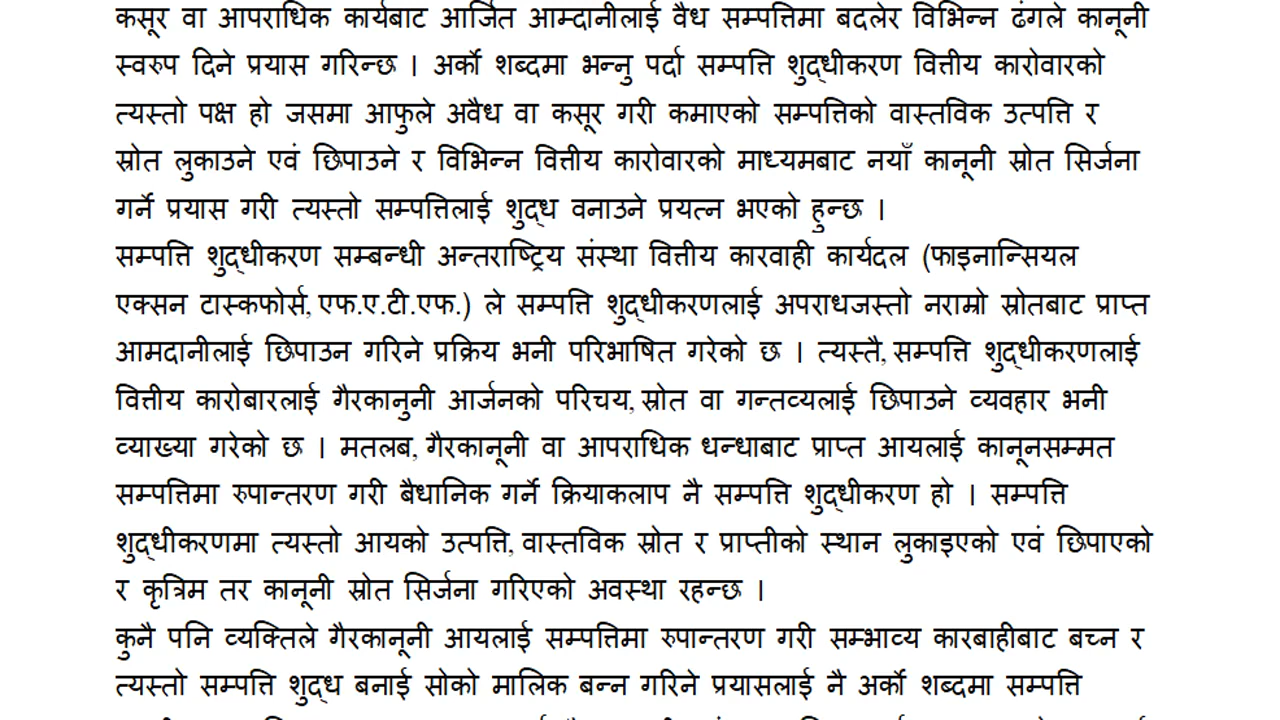 कसूर वा आपराधिक कार्यबाट आर्जित आम्दानीलाई वैध सम्पत्तिमा बदलेर विभिन्न ढंगले कानूनी
स्वरुप दिने प्रयास गरिन्छ । अर्को शब्दमा भन्नु पर्दा सम्पत्ति शुद्धीकरण वित्तीय कारोवारको
त्यस्तो पक्ष हो जसमा आफुले अवैध वा कसूर गरी कमाएको सम्पत्तिको वास्तविक उत्पत्ति र
स्रोत लुकाउने एवं छिपाउने र विभिन्न वित्तीय कारोवारको माध्यमबाट नयाँ कानूनी स्रोत सिर्जना
गर्ने प्रयास गरी त्यस्तो सम्पत्तिलाई शुद्ध वनाउने प्रयत्न भएको हुन्छ ।
सम्पत्ति शुद्धीकरण सम्बन्धी अन्तराष्ट्रिय संस्था वित्तीय कारवाही कार्यदल (फाइनान्सियल
एक्सन टास्कफोर्स, एफ.ए.टी.एफ.) ले सम्पत्ति शुद्धीकरणलाई अपराधजस्तो नराम्रो स्रोतबाट प्राप्त
आमदानीलाई छिपाउन गरिने प्रक्रिय भनी परिभाषित गरेको छ । त्यस्तै, सम्पत्ति शुद्धीकरणलाई
वित्तीय कारोबारलाई गैरकानुनी आर्जनको परिचय, स्रोत वा गन्तव्यलाई छिपाउने व्यवहार भनी
व्याख्या गरेको छ । मतलब, गैरकानूनी वा आपराधिक धन्धाबाट प्राप्त आयलाई कानूनसम्मत
सम्पत्तिमा रुपान्तरण गरी बैधानिक गर्ने क्रियाकलाप नै सम्पत्ति शुद्धीकरण हो । सम्पत्ति
शुद्धीकरणमा त्यस्तो आयको उत्पत्ति, वास्तविक स्रोत र प्राप्तीको स्थान लुकाइएको एवं छिपाएको
र कृत्रिम तर कानूनी स्रोत सिर्जना गरिएको अवस्था रहन्छ ।
कुनै पनि व्यक्तिले गैरकानूनी आयलाई सम्पत्तिमा रुपान्तरण गरी सम्भाव्य कारबाहीबाट बच्न र
त्यस्तो सम्पत्ति शुद्ध बनाई सोको मालिक बन्न गरिने प्रयासलाई नै अर्को शब्दमा सम्पत्ति